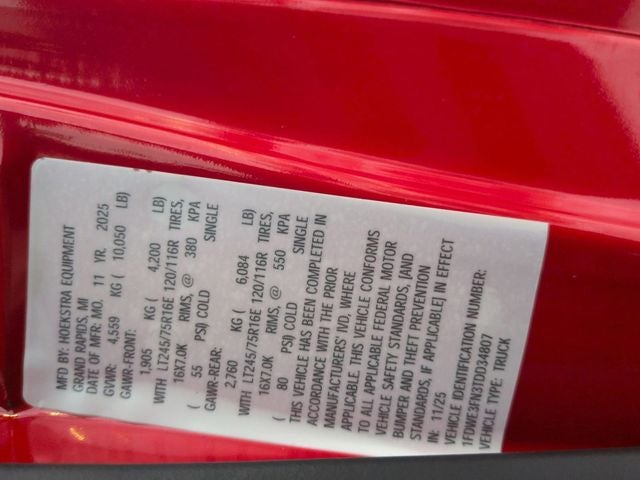 MFD BY: HOEKSTRA EQUIPMENT
GRAND RAPIDS, MI
DATE OF MFR: MO. 11 YR. 2025
GVWR: 4,559 KG ( 10,050 LB)
GAWR-FRONT:
1,905 KG ( 4,200 LB)
WITH LT245/75R16E 120/116R TIRES,
16X7.0K RIMS, @ 380 KPA
( 55 PSI) COLD SINGLE
GAWR-REAR:
2,760 KG ( 6,084 LB)
WITH LT245/75R16E 120/116R TIRES,
16X7.0K RIMS, @ 550 KPA
( 80 PSI) COLD SINGLE
THIS VEHICLE HAS BEEN COMPLETED IN
ACCORDANCE WITH THE PRIOR
MANUFACTURERS' IVD, WHERE
APPLICABLE. THIS VEHICLE CONFORMS
TO ALL APPLICABLE FEDERAL MOTOR
VEHICLE SAFETY STANDARDS, [AND
BUMPER AND THEFT PREVENTION
STANDARDS, IF APPLICABLE] IN EFFECT
IN: 11/25
VEHICLE IDENTIFICATION NUMBER:
1FDWE3FN3TDD34807
VEHICLE TYPE: TRUCK